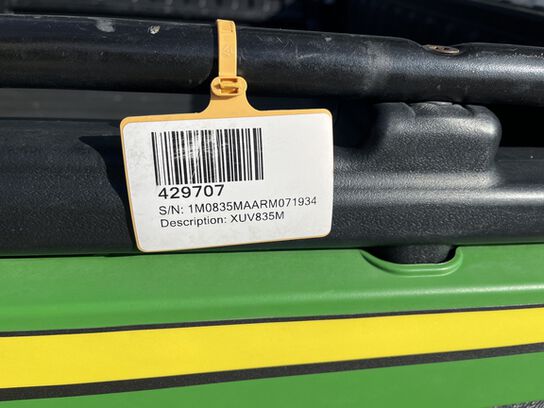 429707
S/N: 1M0835MAARM071934
Description: XUV835M